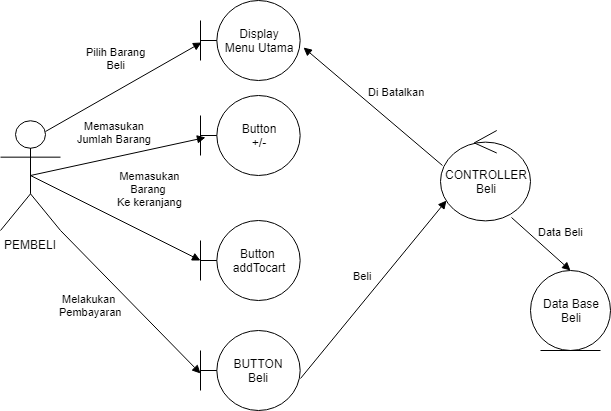 Display
Menu Utama
Pilih Barang
Beli
Di Batalkan
Memasukan
Jumlah Barang
Button
+/-
Memasukan
Barang
Ke keranjang
CONTROLLER
Beli
PEMBELI
Data Beli
Button
addTocart
Beli
Melakukan
Pembayaran
Data Base
Beli
BUTTON
Beli